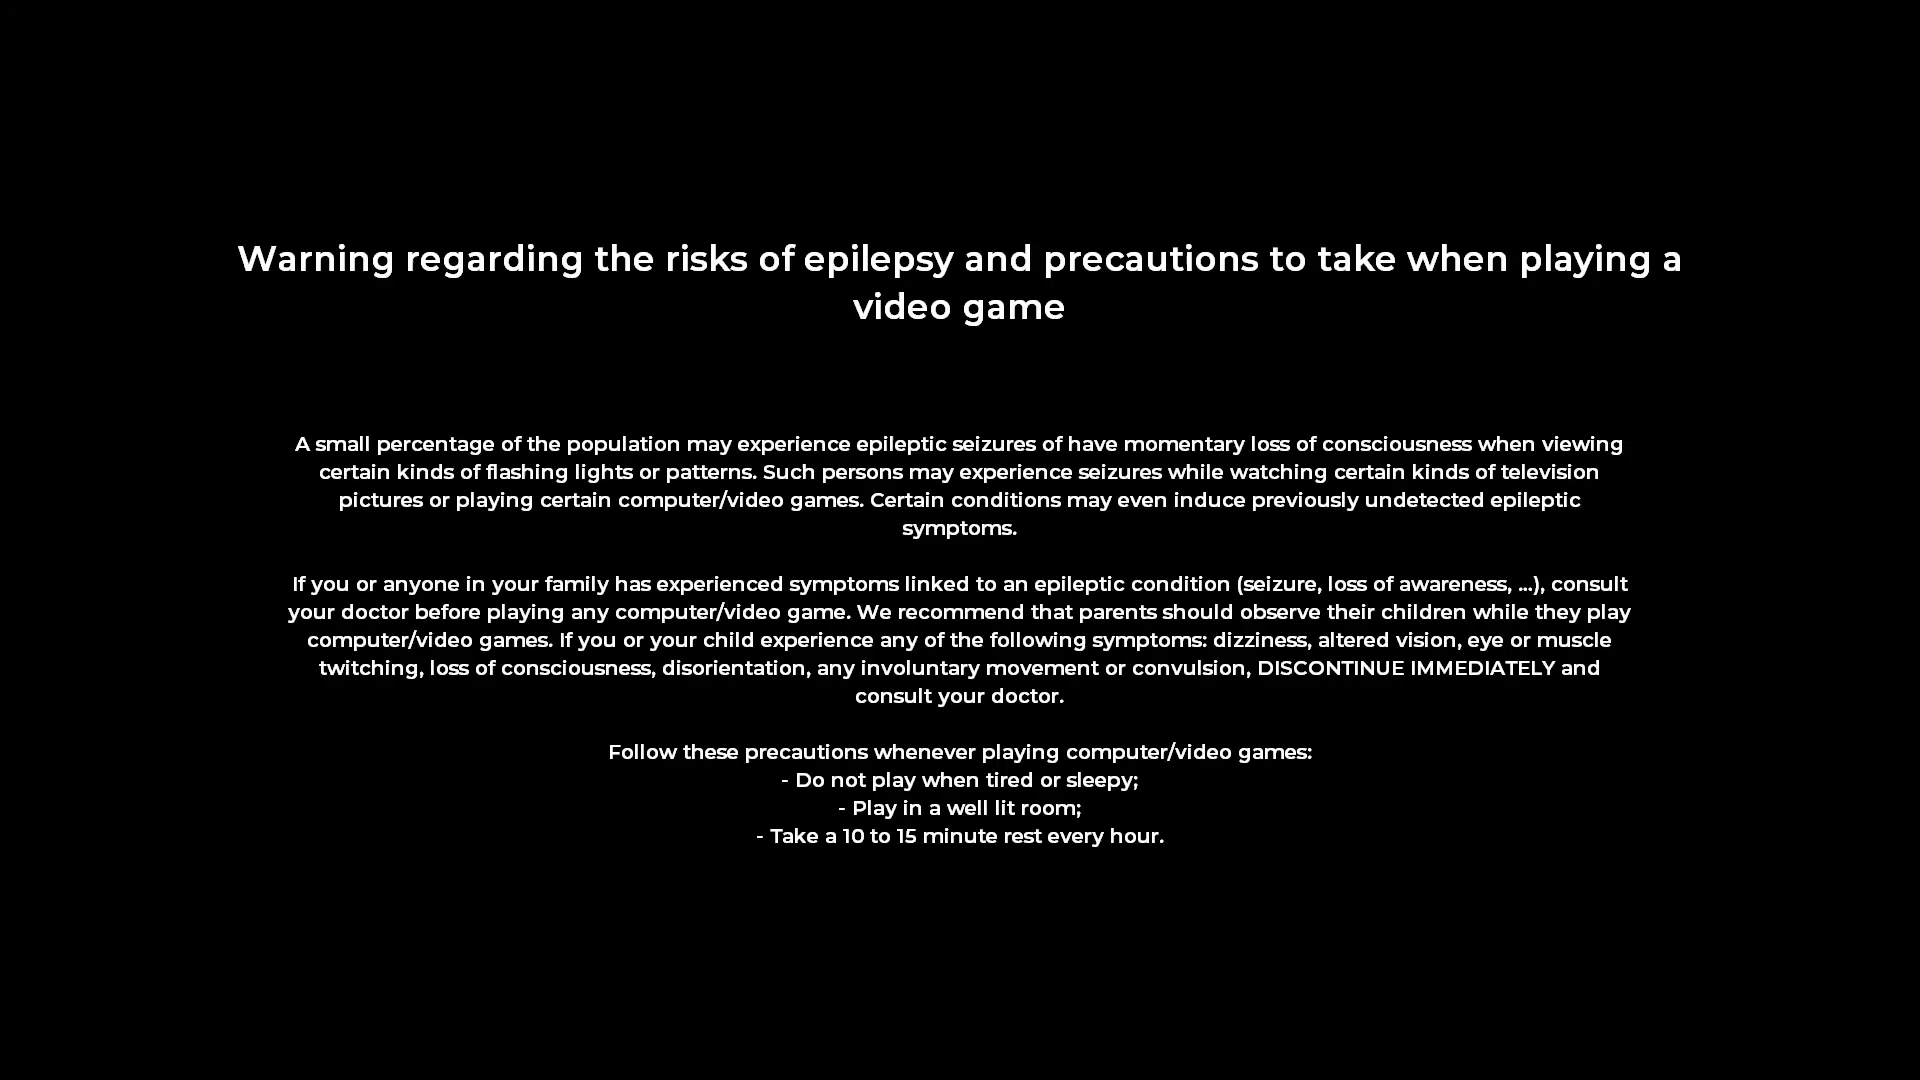 Warning regarding the risks of epilepsy and precautions to take when playing a
video game
A small percentage of the population may experience epileptic seizures of have momentary loss of consciousness when viewing
certain kinds of flashing lights or patterns. Such persons may experience seizures while watching certain kinds of television
pictures or playing certain computer/video games. Certain conditions may even induce previously undetected epileptic
symptoms.
If you or anyone in your family has experienced symptoms linked to an epileptic condition (seizure, loss of awareness, ...), consult
your doctor before playing any computer/video game. We recommend that parents should observe their children while they play
computer/video games. If you or your child experience any of the following symptoms: dizziness, altered vision, eye or muscle
twitching, loss of consciousness, disorientation, any involuntary movement or convulsion, DISCONTINUE IMMEDIATELY and
consult your doctor.
Follow these precautions whenever playing computer/video games:
- Do not play when tired or sleepy;
- Play in a well lit room;
- Take a 10 to 15 minute rest every hour.